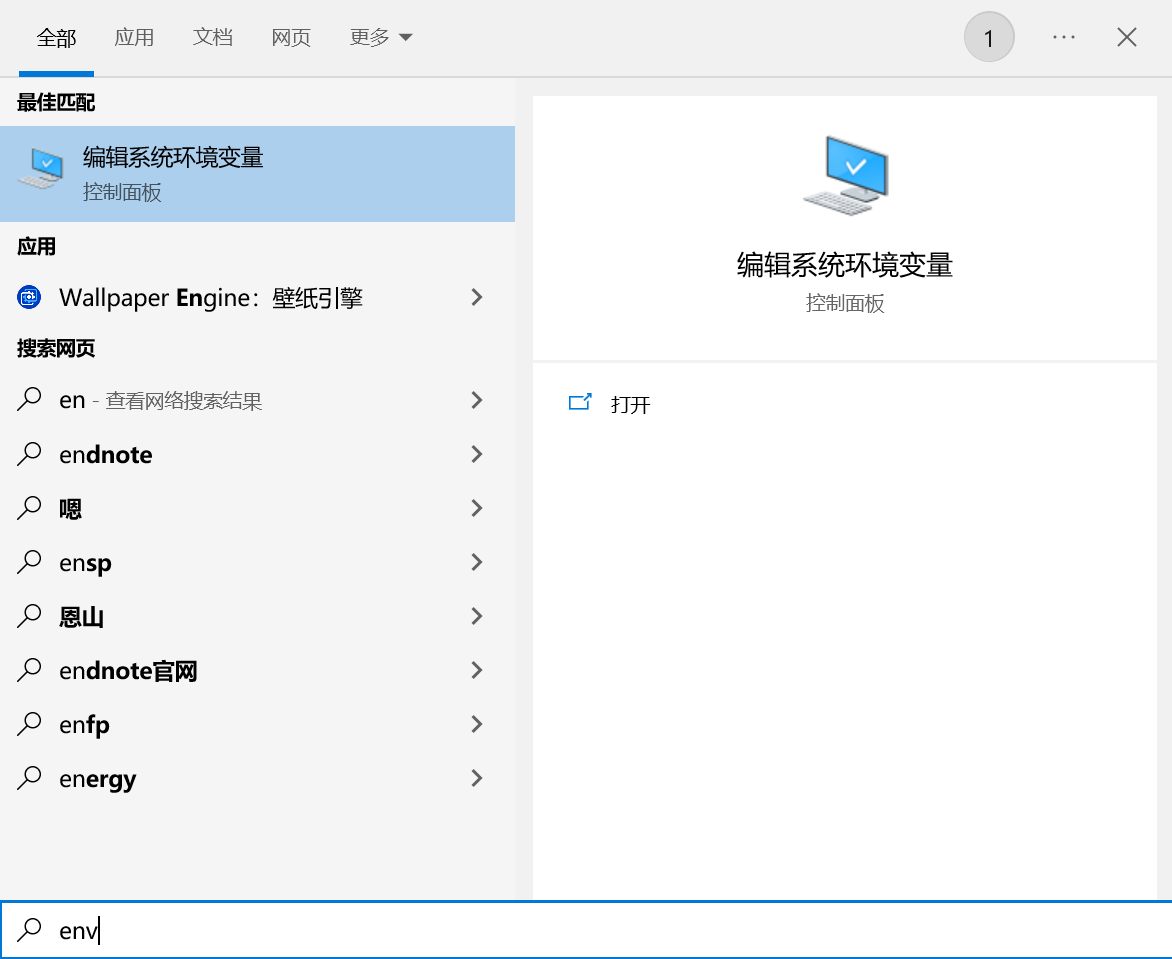 全部 应用 文档 网页 更多 1 ···
最佳匹配
编辑系统环境变量
控制面板
应用
Wallpaper Engine：壁纸引擎
搜索网页
en - 查看网络搜索结果
endnote
嗯
ensp
恩山
endnote官网
enfp
energy
编辑系统环境变量
控制面板
打开
env